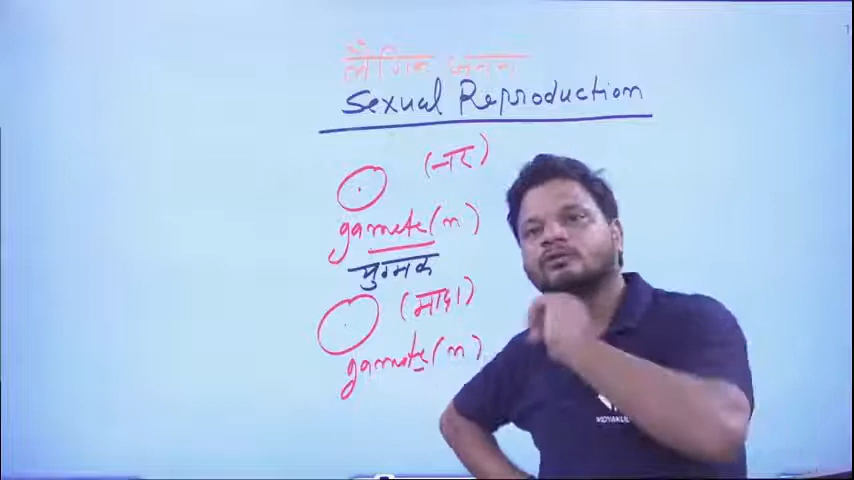 लैंगिक जनन
Sexual Reproduction
(नर)
gamete (n)
युग्मक
(मादा)
gamete (n)